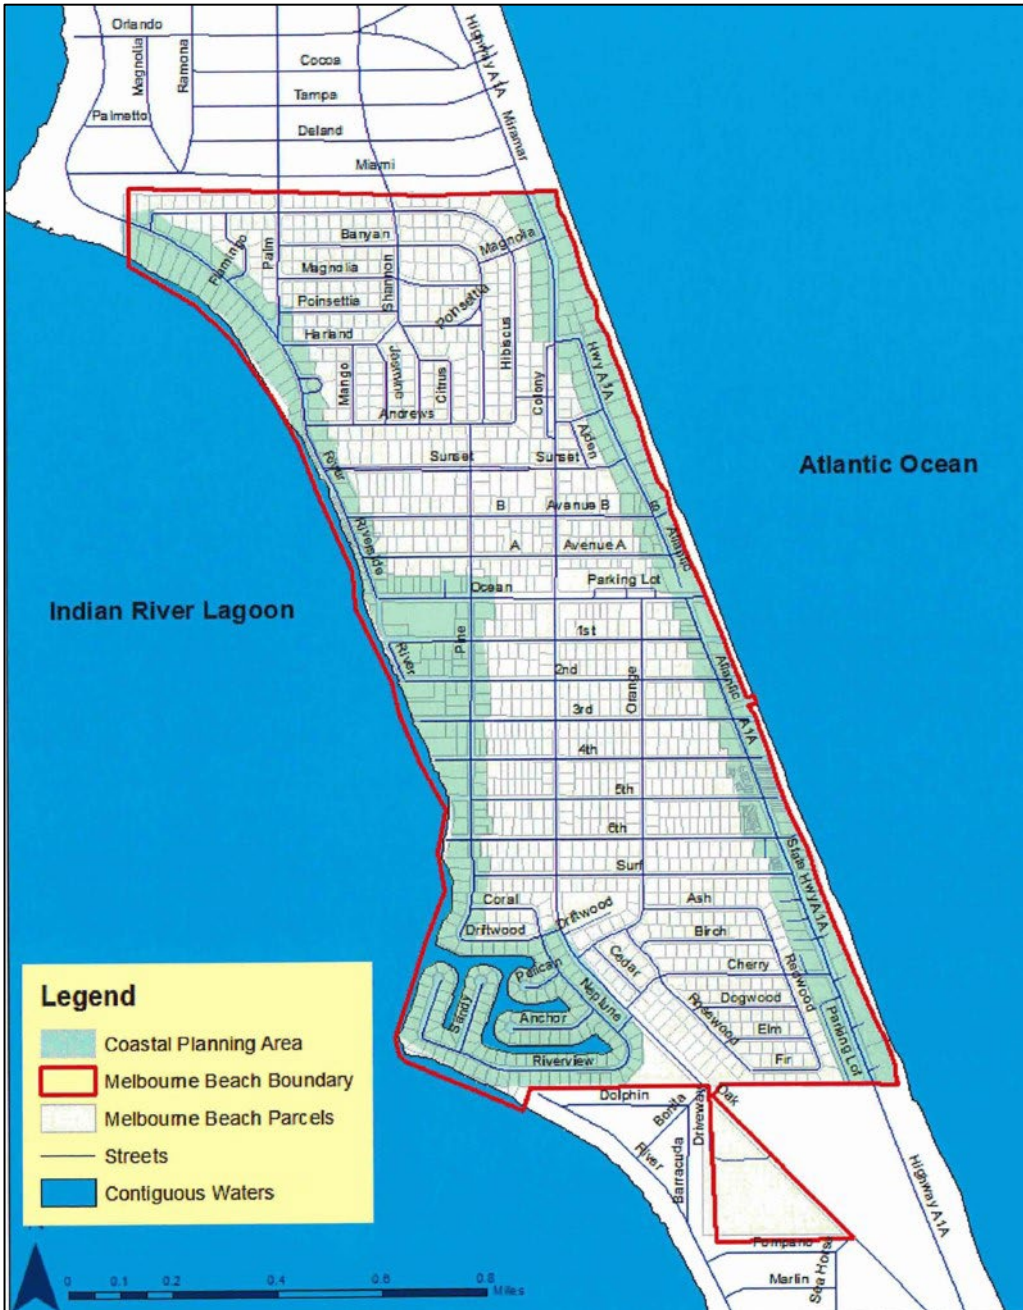 Orlando
Highway A1A
Magnolia
Ramona
Cocoa
Tampa
Palmetto
Deland
Miramar
Miami
Flamingo
Palm
Banyan
Magnolia
Magnolia
Shannon
Poinsettia
Poinsettia
Harland
Hibiscus
Hwy A1A
Mango
Jasmine
Citrus
Colony
Andrews
Alden
River
Sunset
Sunset
Atlantic Ocean
B
Avenue B
Riverside
A
Avenue A
Atlantic
Ocean
Parking Lot
Indian River Lagoon
Pine
1st
River
2nd
Orange
Atlantic
3rd
A1A
4th
5th
6th
State Hwy A1A
Surf
Coral
Driftwood
Ash
Driftwood
Birch
Cedar
Cherry
Redwood
Pelican
Neptune
Dogwood
Sandy
Anchor
Rosewood
Elm
Parking Lot
Riverview
Fir
Legend
Coastal Planning Area
Melbourne Beach Boundary
Melbourne Beach Parcels
Streets
Contiguous Waters
Dolphin
Oak
Bonita
Driveway
River
Barracuda
Highway A1A
Pompano
Sea Horse
Marlin
0 0.1 0.2 0.4 0.6 0.8
Miles